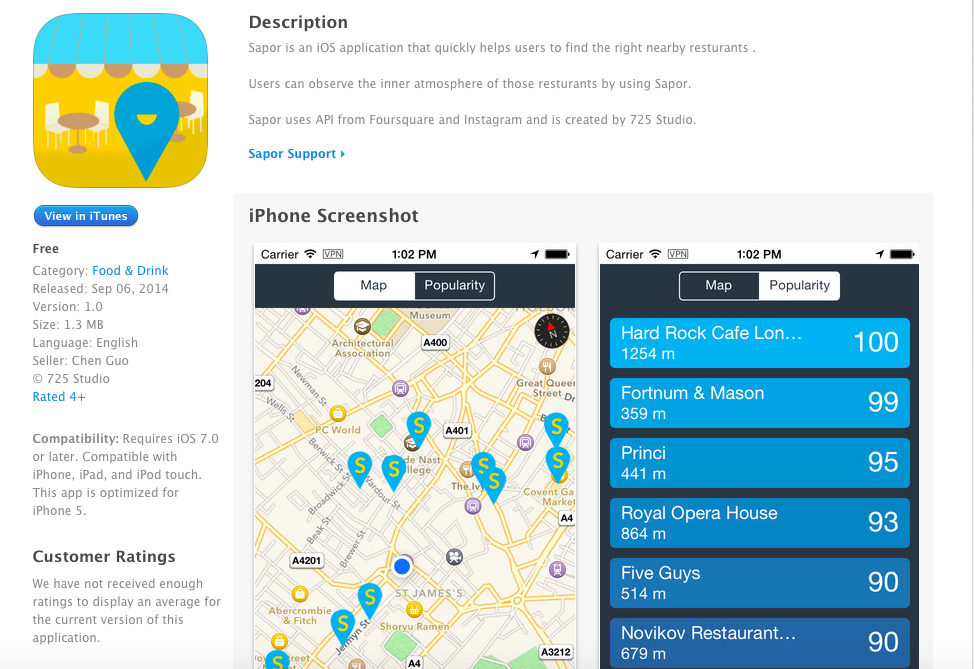 Description
Sapor is an iOS application that quickly helps users to find the right nearby resturants .
Users can observe the inner atmosphere of those resturants by using Sapor.
Sapor uses API from Foursquare and Instagram and is created by 725 Studio.
Sapor Support
View in iTunes
Free
Category: Food & Drink
Released: Sep 06, 2014
Version: 1.0
Size: 1.3 MB
Language: English
Seller: Chen Guo
© 725 Studio
Rated 4+
Compatibility: Requires iOS 7.0
or later. Compatible with
iPhone, iPad, and iPod touch.
This app is optimized for
iPhone 5.
Customer Ratings
We have not received enough
ratings to display an average for
the current version of this
application.
iPhone Screenshot
Carrier VPN 1:02 PM
Map Popularity
Museum
Architectural
Association
A400
N
Great Queen
Street
204
Newman St
Wells St
PC World
A401
S
S
S
S
S
S
S
The Ivy
Berwick St
Wardour St
Broadwick St
Covent Ga
Market
A4
Beak St
Brewer St
A4201
ST. JAMES'S
Abercrombie
& Fitch
S
S
Shoryu Ramen
Jermyn St
S
A4
A3212
Carrier VPN 1:02 PM
Map Popularity
Hard Rock Cafe Lon...
1254 m
100
Fortnum & Mason
359 m
99
Princi
441 m
95
Royal Opera House
864 m
93
Five Guys
514 m
90
Novikov Restaurant...
679 m
90